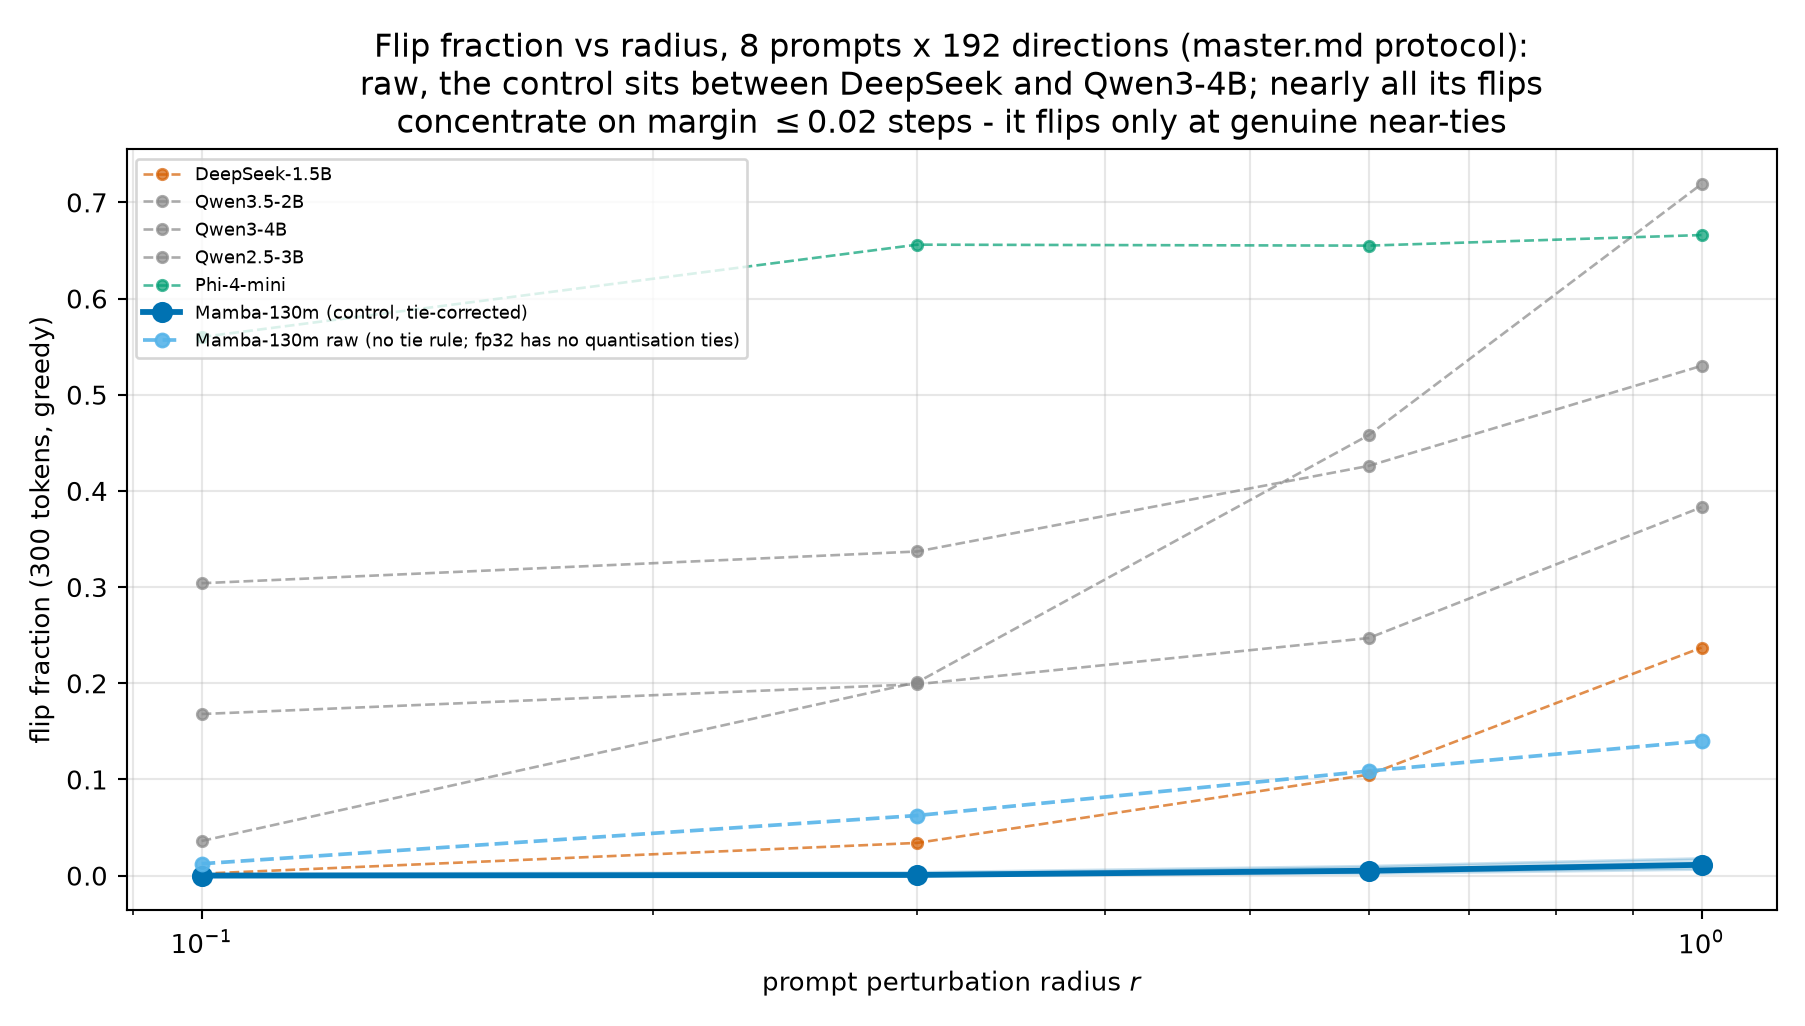 Flip fraction vs radius, 8 prompts x 192 directions (master.md protocol):
raw, the control sits between DeepSeek and Qwen3-4B; nearly all its flips
concentrate on margin ≤0.02 steps - it flips only at genuine near-ties
DeepSeek-1.5B
Qwen3.5-2B
Qwen3-4B
Qwen2.5-3B
Phi-4-mini
Mamba-130m (control, tie-corrected)
Mamba-130m raw (no tie rule; fp32 has no quantisation ties)
flip fraction (300 tokens, greedy)
0.7
0.6
0.5
0.4
0.3
0.2
0.1
0.0
10⁻¹
10⁰
prompt perturbation radius r